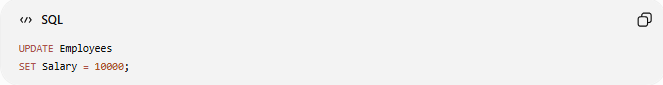 SQL
UPDATE Employees
SET Salary = 10000;